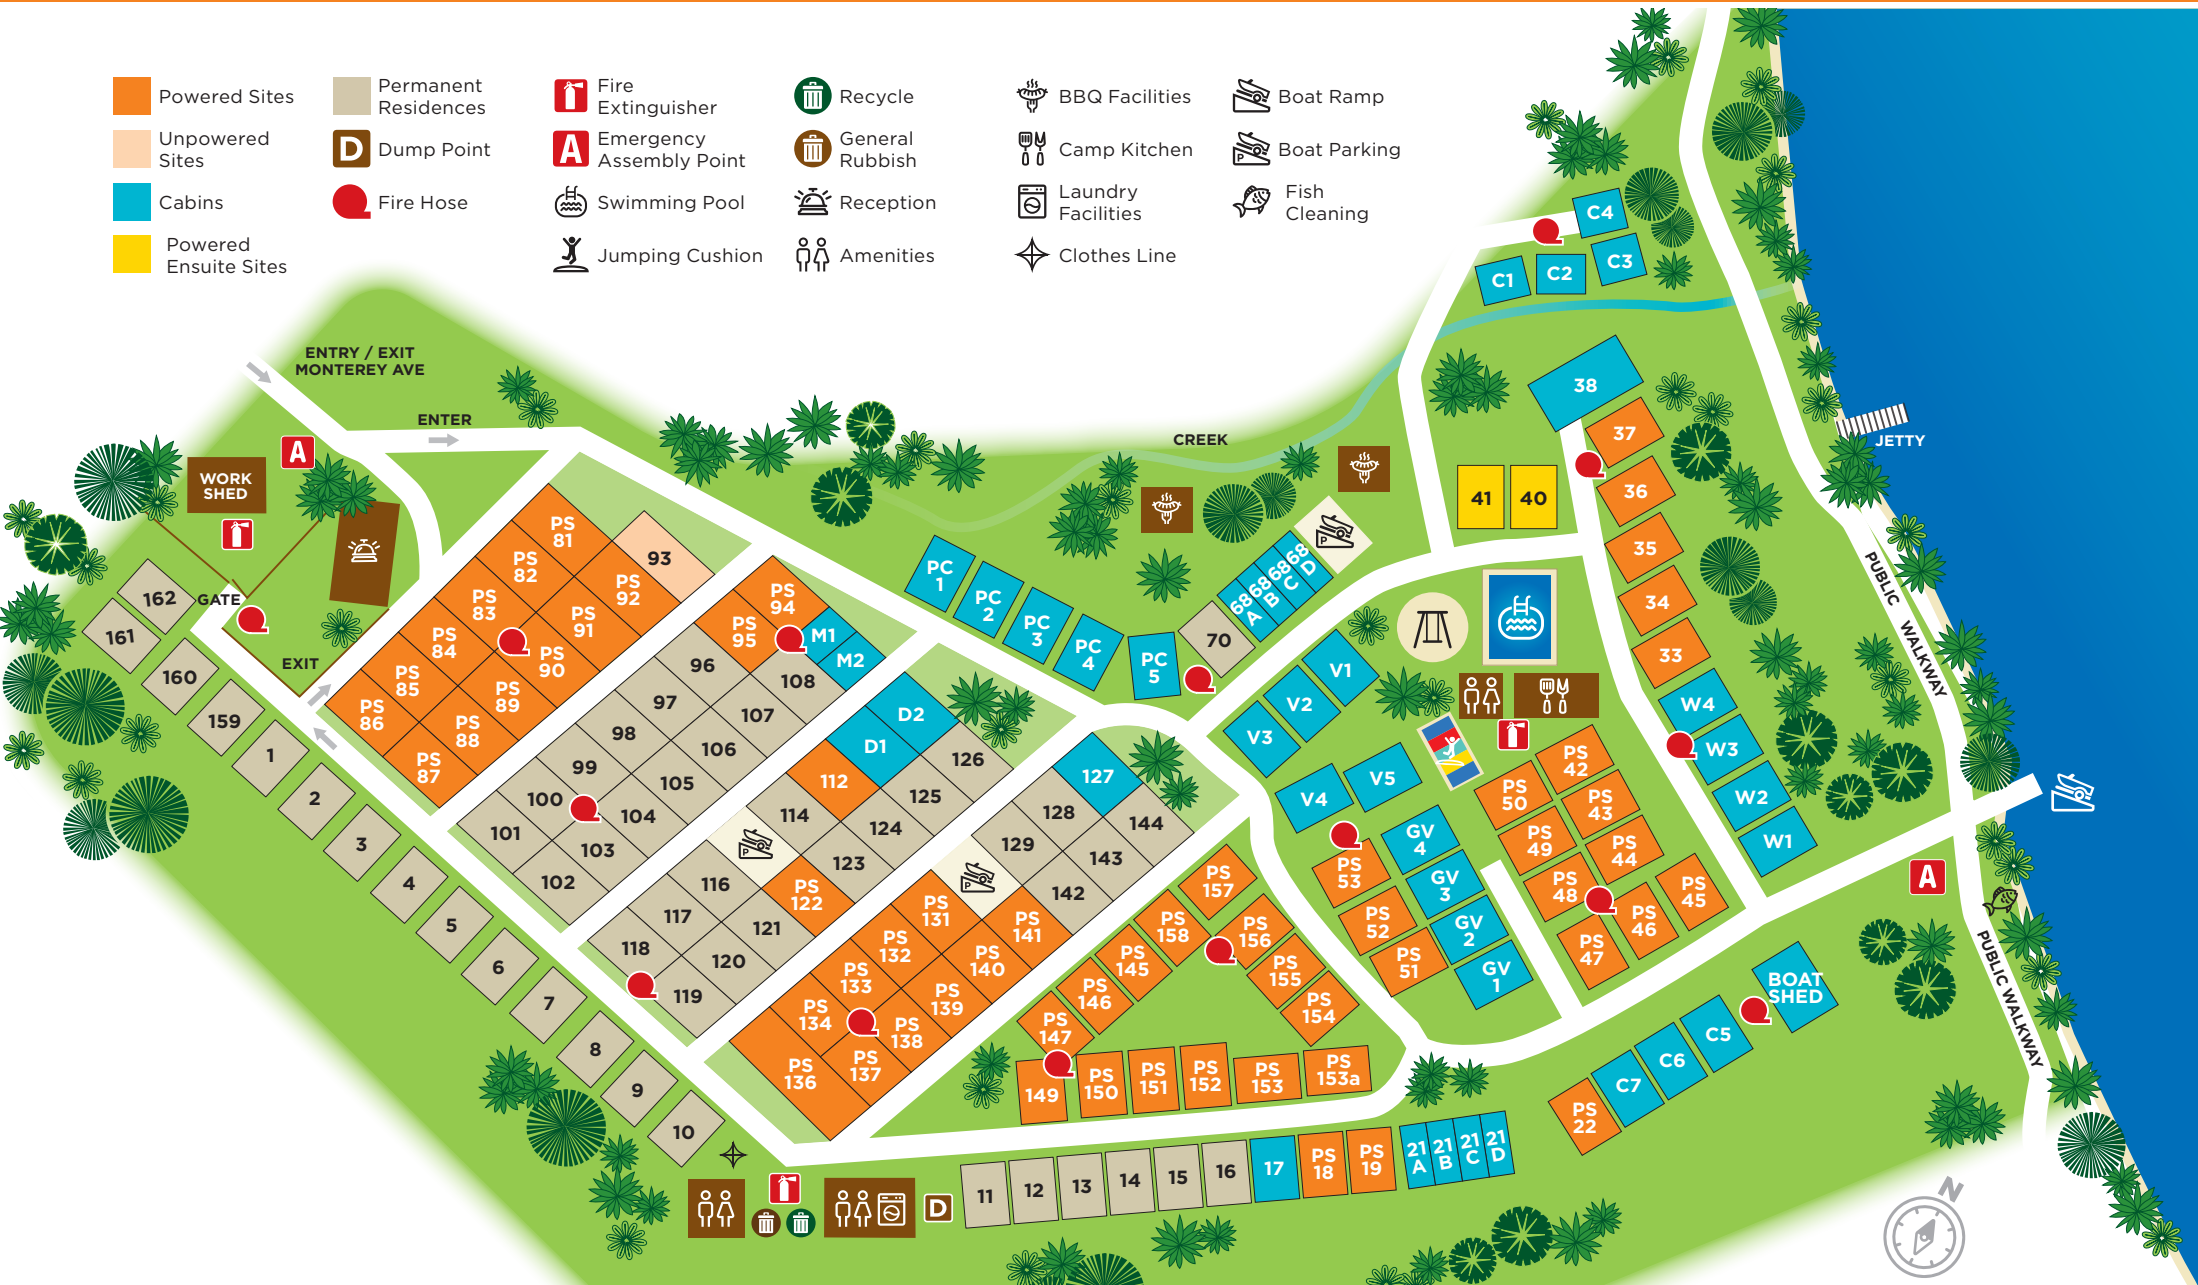 Powered Sites
Unpowered
Sites
Cabins
Powered
Ensuite Sites
Permanent
Residences
D
Dump Point
Fire Hose
Fire
Extinguisher
A
Emergency
Assembly Point
Swimming Pool
Jumping Cushion
Recycle
General
Rubbish
Reception
Amenities
BBQ Facilities
Camp Kitchen
Laundry
Facilities
Clothes Line
Boat Ramp
P
Boat Parking
Fish
Cleaning
ENTRY / EXIT
MONTEREY AVE
ENTER
A
WORK
SHED
GATE
EXIT
CREEK
JETTY
PUBLIC WALKWAY
PUBLIC WALKWAY
A
N
C4
C3
C2
C1
38
37
36
35
34
33
41
40
W4
W3
W2
W1
162
161
160
159
1
2
3
4
5
6
7
8
9
10
PS
81
PS
82
PS
83
PS
84
PS
85
PS
86
PS
87
PS
88
PS
89
PS
90
PS
91
PS
92
93
PS
94
PS
95
M1
M2
96
97
98
99
100
101
102
103
104
105
106
107
108
D2
D1
112
114
P
116
117
118
119
120
121
PS
122
123
124
125
126
127
128
129
P
PS
131
PS
132
PS
133
PS
134
PS
136
PS
137
PS
138
PS
139
PS
140
PS
141
142
143
144
PC
1
PC
2
PC
3
PC
4
PC
5
70
68
A
68
B
68
C
68
D
P
V1
V2
V3
V4
V5
GV
4
GV
3
GV
2
GV
1
PS
53
PS
52
PS
51
PS
50
PS
49
PS
48
PS
47
PS
42
PS
43
PS
44
PS
45
PS
46
PS
157
PS
158
PS
145
PS
146
PS
147
149
PS
150
PS
151
PS
152
PS
153
PS
153a
PS
154
PS
155
PS
156
D
11
12
13
14
15
16
17
PS
18
PS
19
21
A
21
B
21
C
21
D
PS
22
C7
C6
C5
BOAT
SHED